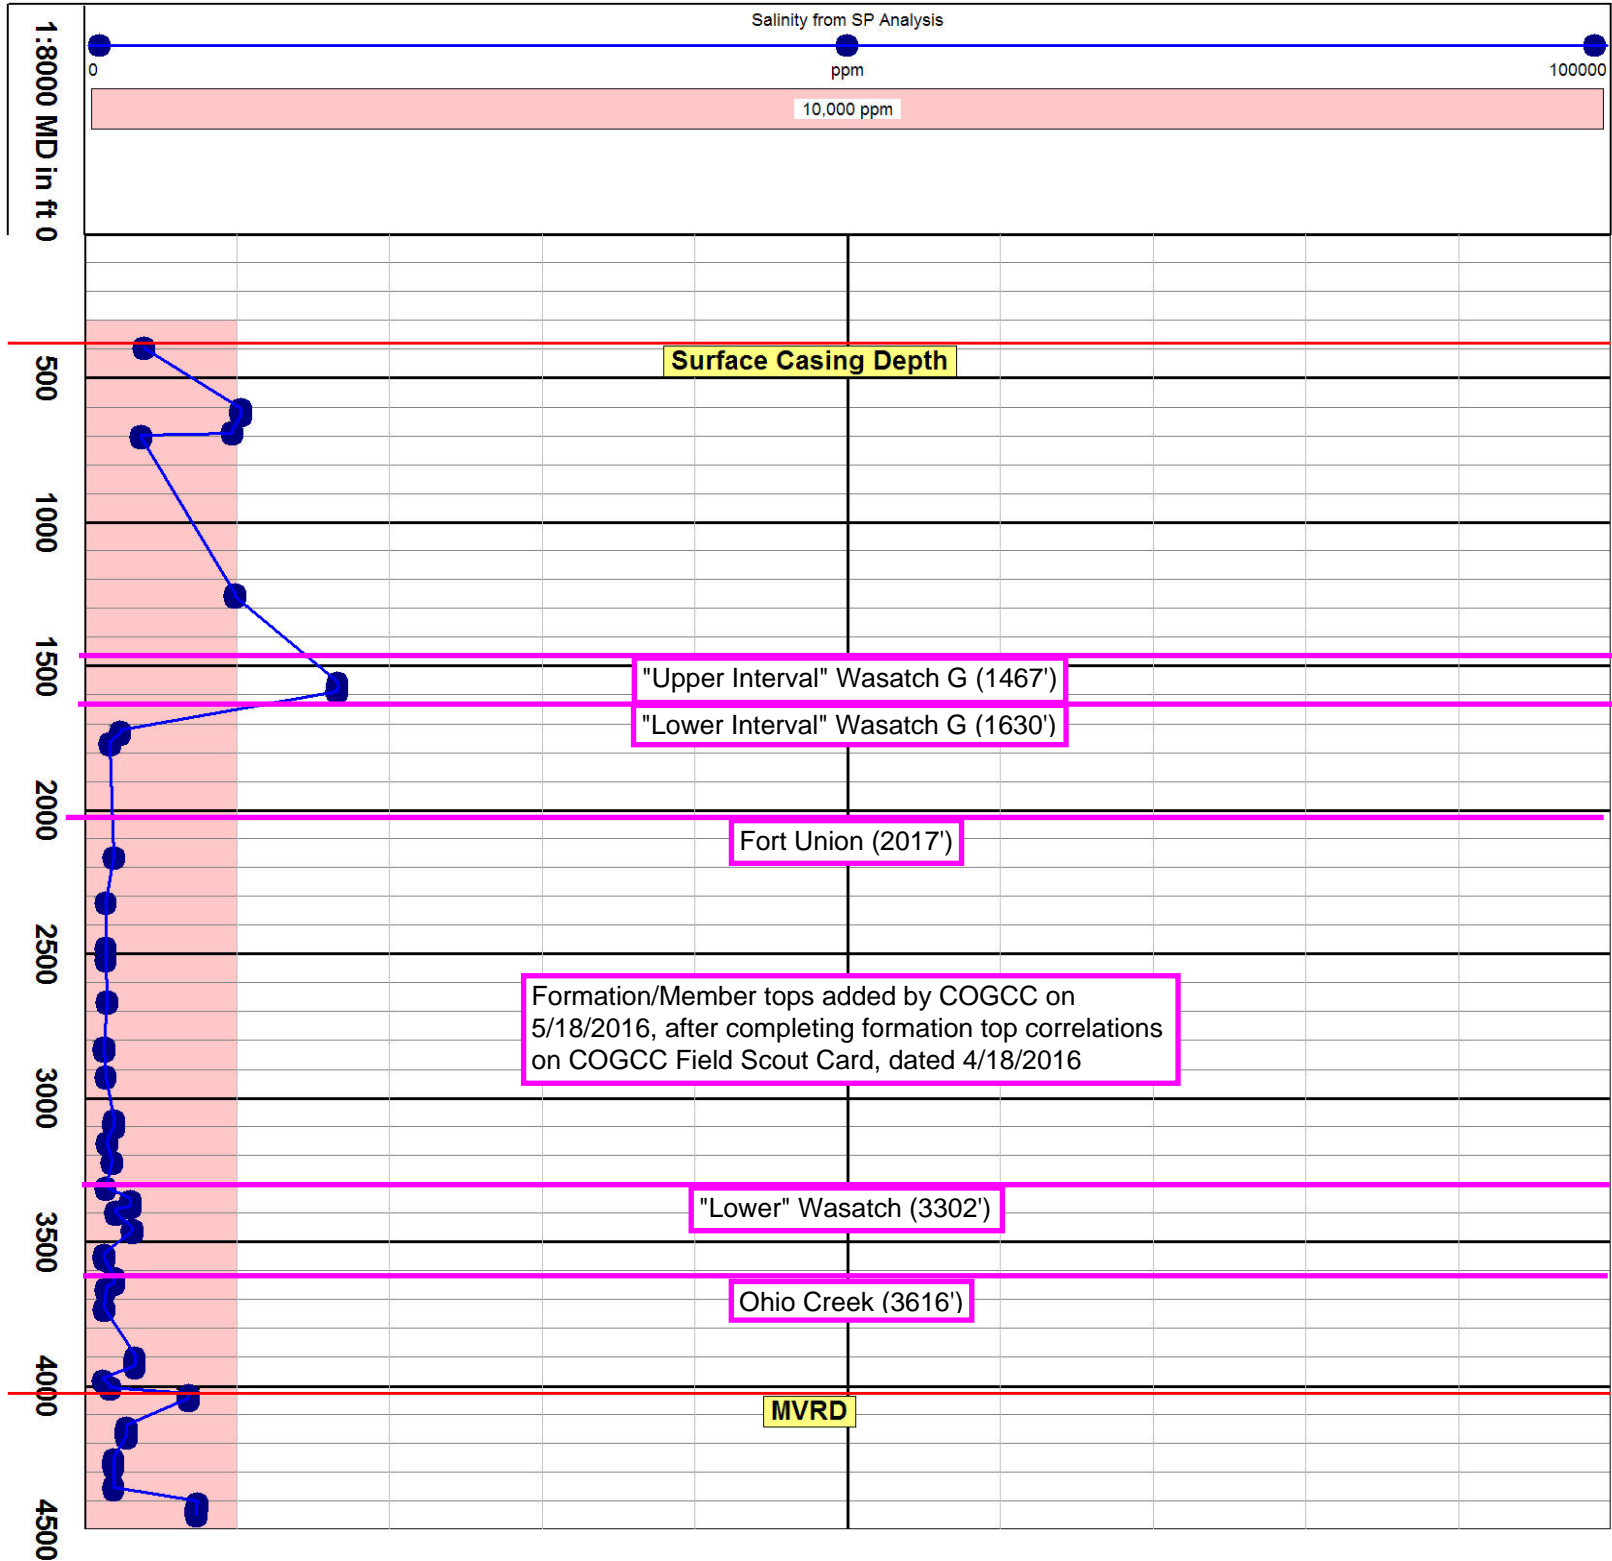 Salinity from SP Analysis
0 ppm 100000
10,000 ppm
1:8000 MD in ft 0
Surface Casing Depth
500
1000
1500
"Upper Interval" Wasatch G (1467')
"Lower Interval" Wasatch G (1630')
2000
Fort Union (2017')
2500
Formation/Member tops added by COGCC on
5/18/2016, after completing formation top correlations
on COGCC Field Scout Card, dated 4/18/2016
3000
"Lower" Wasatch (3302')
3500
Ohio Creek (3616')
4000
MVRD
4500